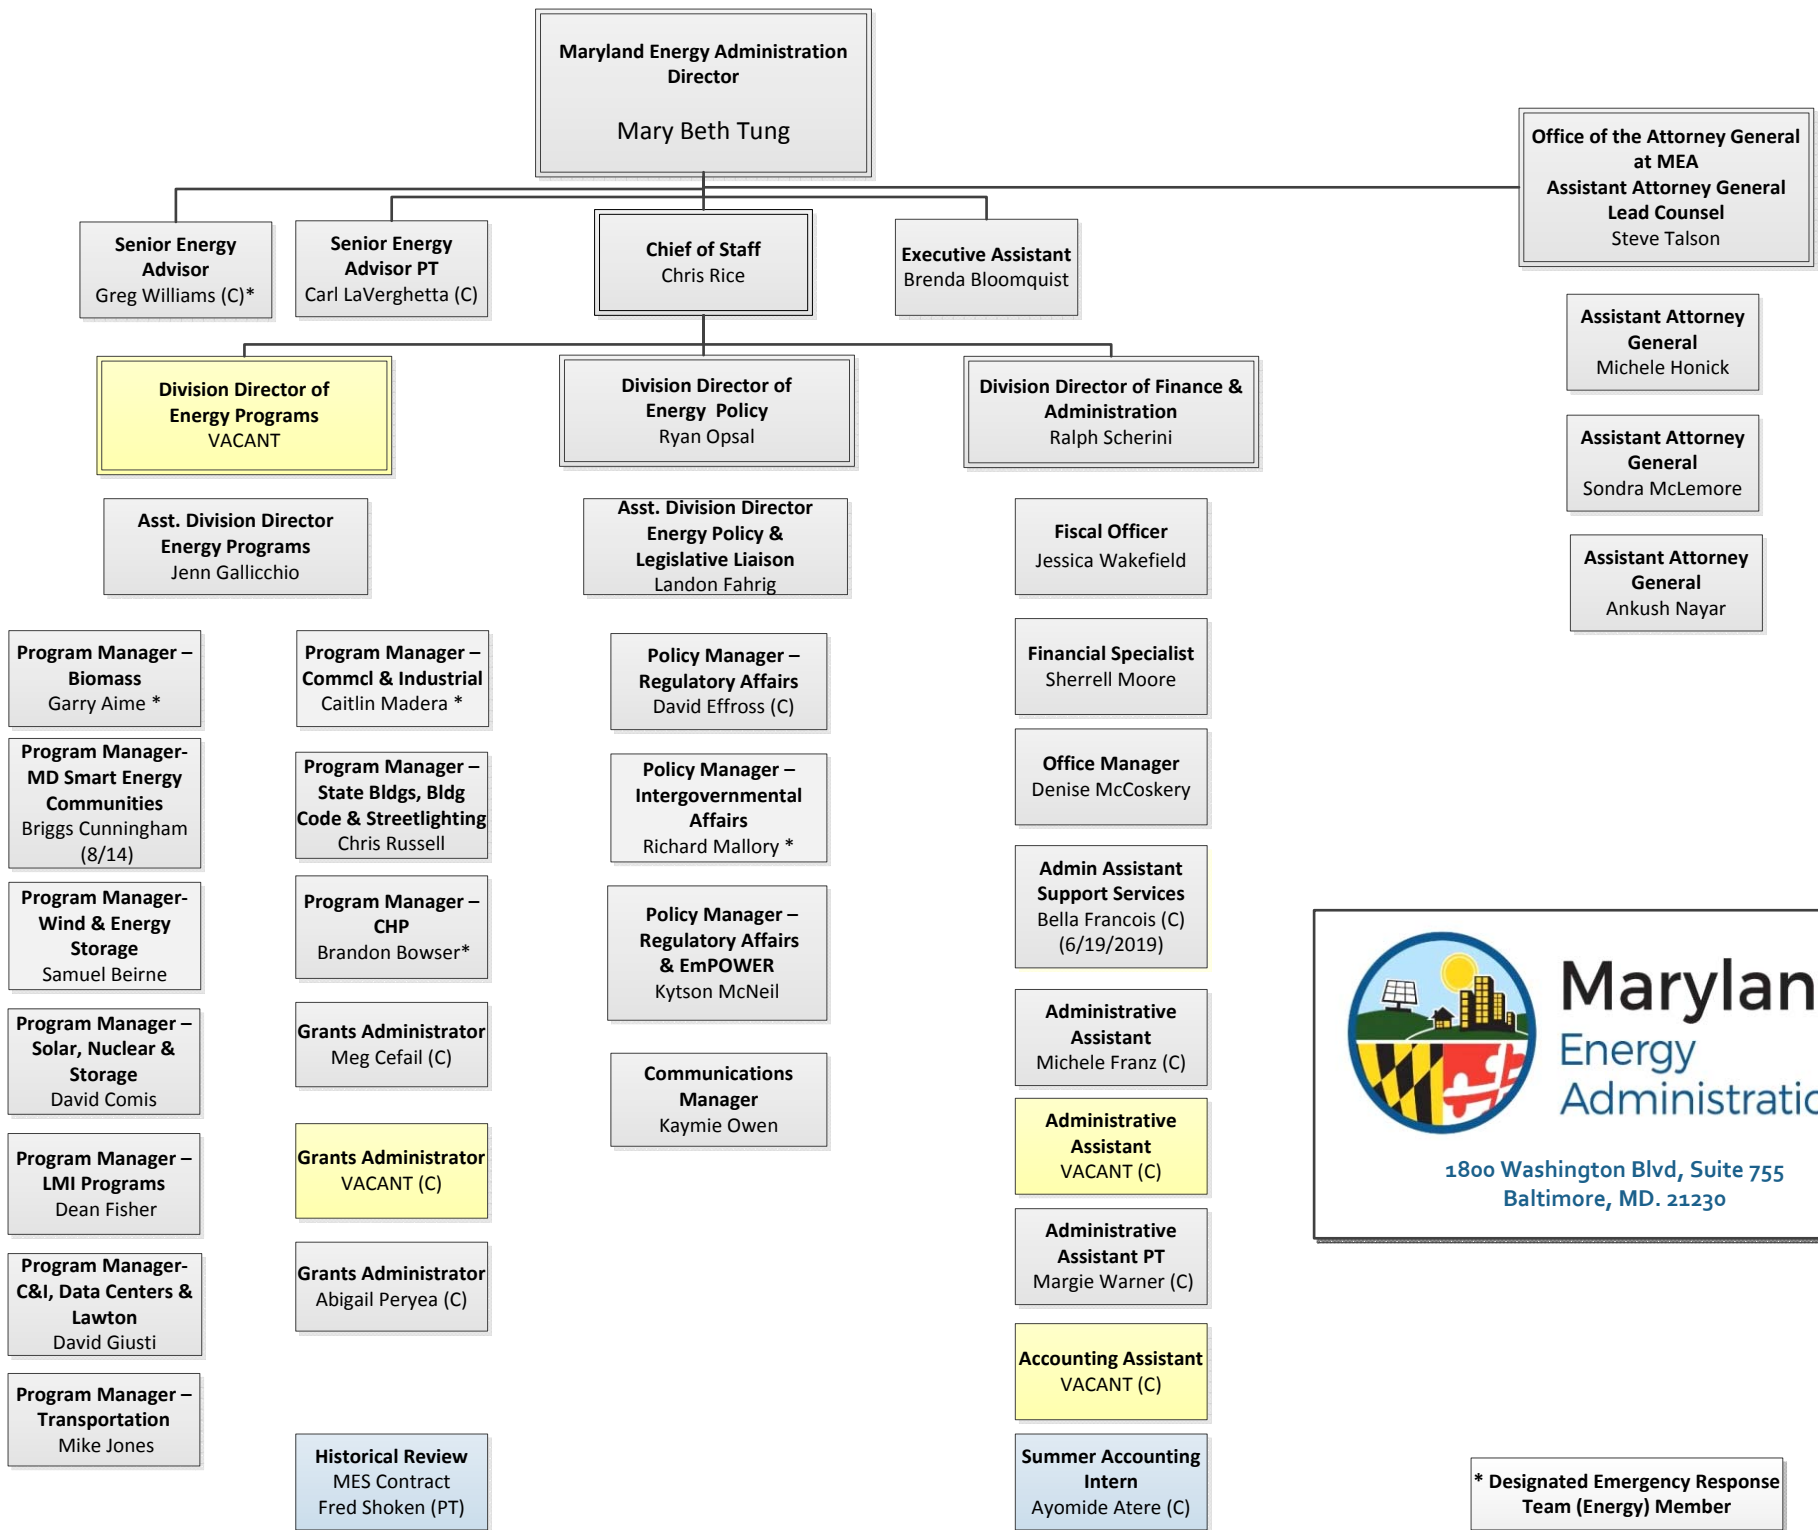 Maryland Energy Administration
Director
Mary Beth Tung
Office of the Attorney General
at MEA
Assistant Attorney General
Lead Counsel
Steve Talson
Senior Energy
Advisor
Greg Williams (C)*
Senior Energy
Advisor PT
Carl LaVerghetta (C)
Chief of Staff
Chris Rice
Executive Assistant
Brenda Bloomquist
Assistant Attorney
General
Michele Honick
Assistant Attorney
General
Sondra McLemore
Assistant Attorney
General
Ankush Nayar
Division Director of
Energy Programs
VACANT
Division Director of
Energy Policy
Ryan Opsal
Division Director of Finance &
Administration
Ralph Scherini
Asst. Division Director
Energy Programs
Jenn Gallicchio
Asst. Division Director
Energy Policy &
Legislative Liaison
Landon Fahrig
Fiscal Officer
Jessica Wakefield
Program Manager –
Biomass
Garry Aime *
Program Manager-
MD Smart Energy
Communities
Briggs Cunningham
(8/14)
Program Manager-
Wind & Energy
Storage
Samuel Beirne
Program Manager –
Solar, Nuclear &
Storage
David Comis
Program Manager –
LMI Programs
Dean Fisher
Program Manager-
C&I, Data Centers &
Lawton
David Giusti
Program Manager –
Transportation
Mike Jones
Program Manager –
Commcl & Industrial
Caitlin Madera *
Program Manager –
State Bldgs, Bldg
Code & Streetlighting
Chris Russell
Program Manager –
CHP
Brandon Bowser*
Grants Administrator
Meg Cefail (C)
Grants Administrator
VACANT (C)
Grants Administrator
Abigail Peryea (C)
Historical Review
MES Contract
Fred Shoken (PT)
Policy Manager –
Regulatory Affairs
David Effross (C)
Policy Manager –
Intergovernmental
Affairs
Richard Mallory *
Policy Manager –
Regulatory Affairs
& EmPOWER
Kytson McNeil
Communications
Manager
Kaymie Owen
Financial Specialist
Sherrell Moore
Office Manager
Denise McCoskery
Admin Assistant
Support Services
Bella Francois (C)
(6/19/2019)
Administrative
Assistant
Michele Franz (C)
Administrative
Assistant
VACANT (C)
Administrative
Assistant PT
Margie Warner (C)
Accounting Assistant
VACANT (C)
Summer Accounting
Intern
Ayomide Atere (C)
Marylan
Energy
Administratio
1800 Washington Blvd, Suite 755
Baltimore, MD. 21230
* Designated Emergency Response
Team (Energy) Member